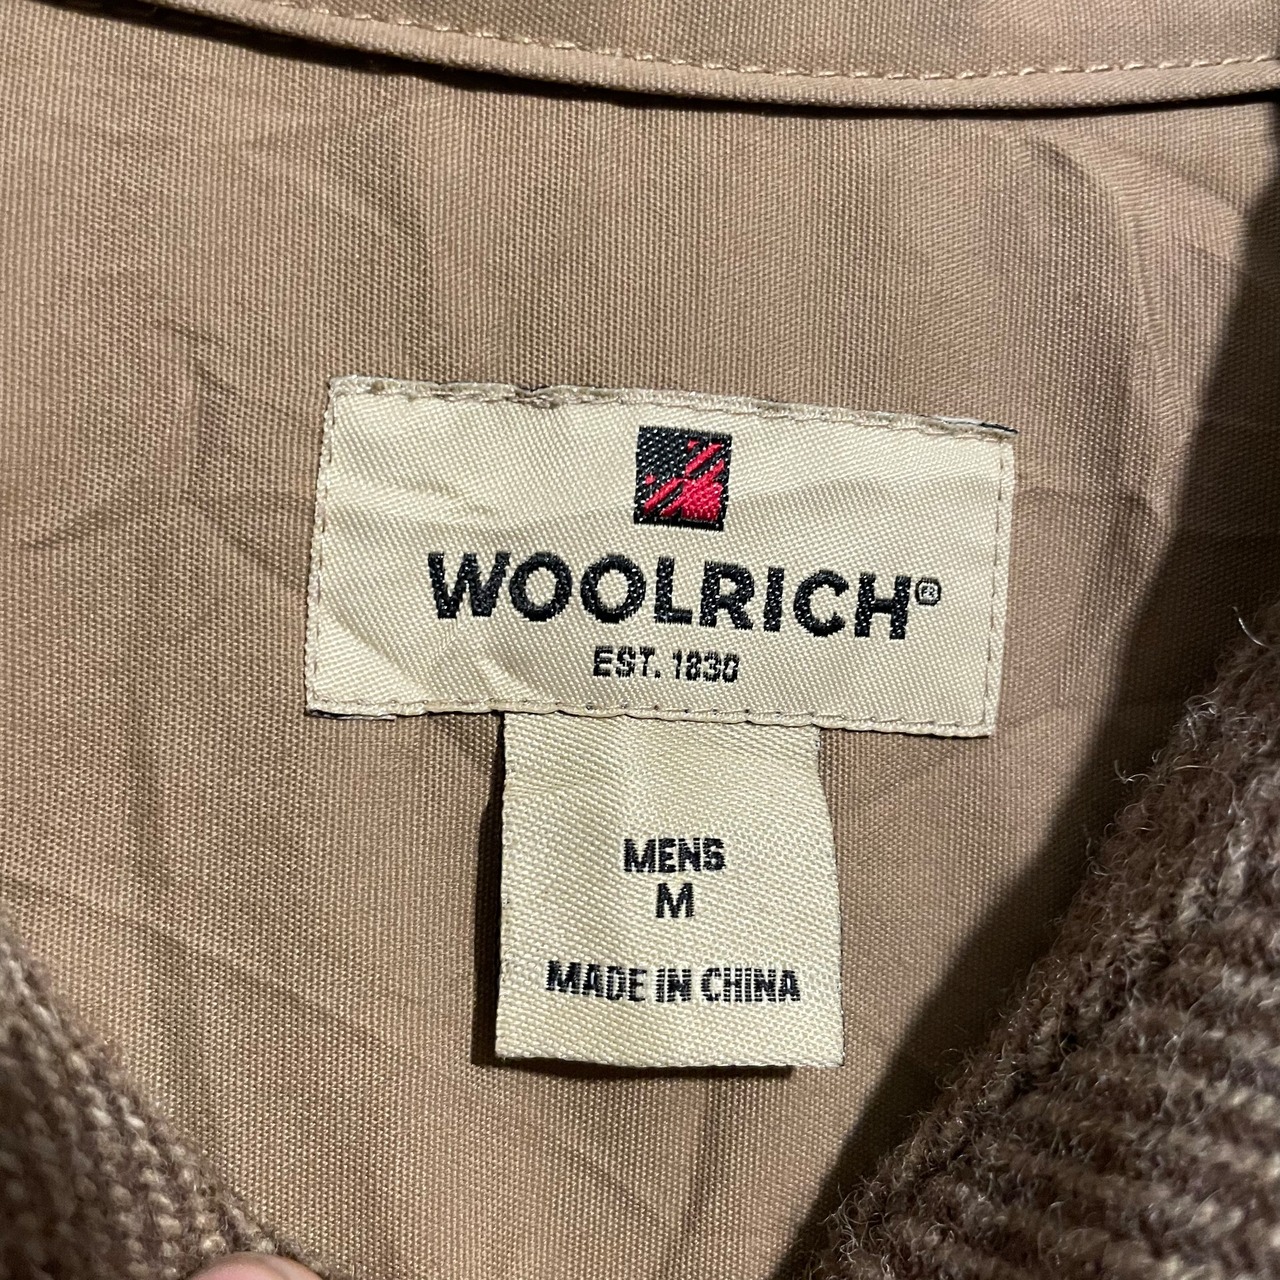 WOOLRICH®
EST. 1830
MENS
M
MADE IN CHINA